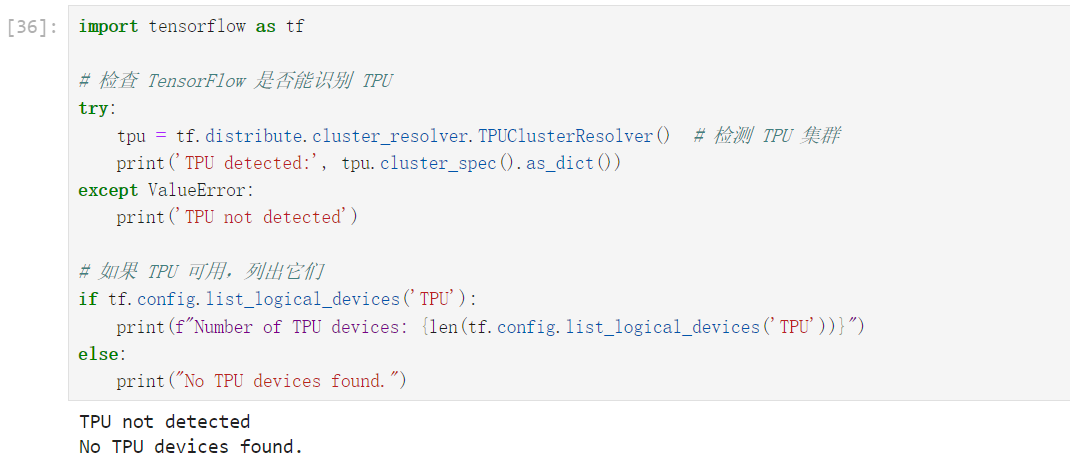 [36]:
import tensorflow as tf
# 检查 TensorFlow 是否能识别 TPU
try:
    tpu = tf.distribute.cluster_resolver.TPUClusterResolver()  # 检测 TPU 集群
    print('TPU detected:', tpu.cluster_spec().as_dict())
except ValueError:
    print('TPU not detected')
# 如果 TPU 可用，列出它们
if tf.config.list_logical_devices('TPU'):
    print(f"Number of TPU devices: {len(tf.config.list_logical_devices('TPU'))}")
else:
    print("No TPU devices found.")
TPU not detected
No TPU devices found.